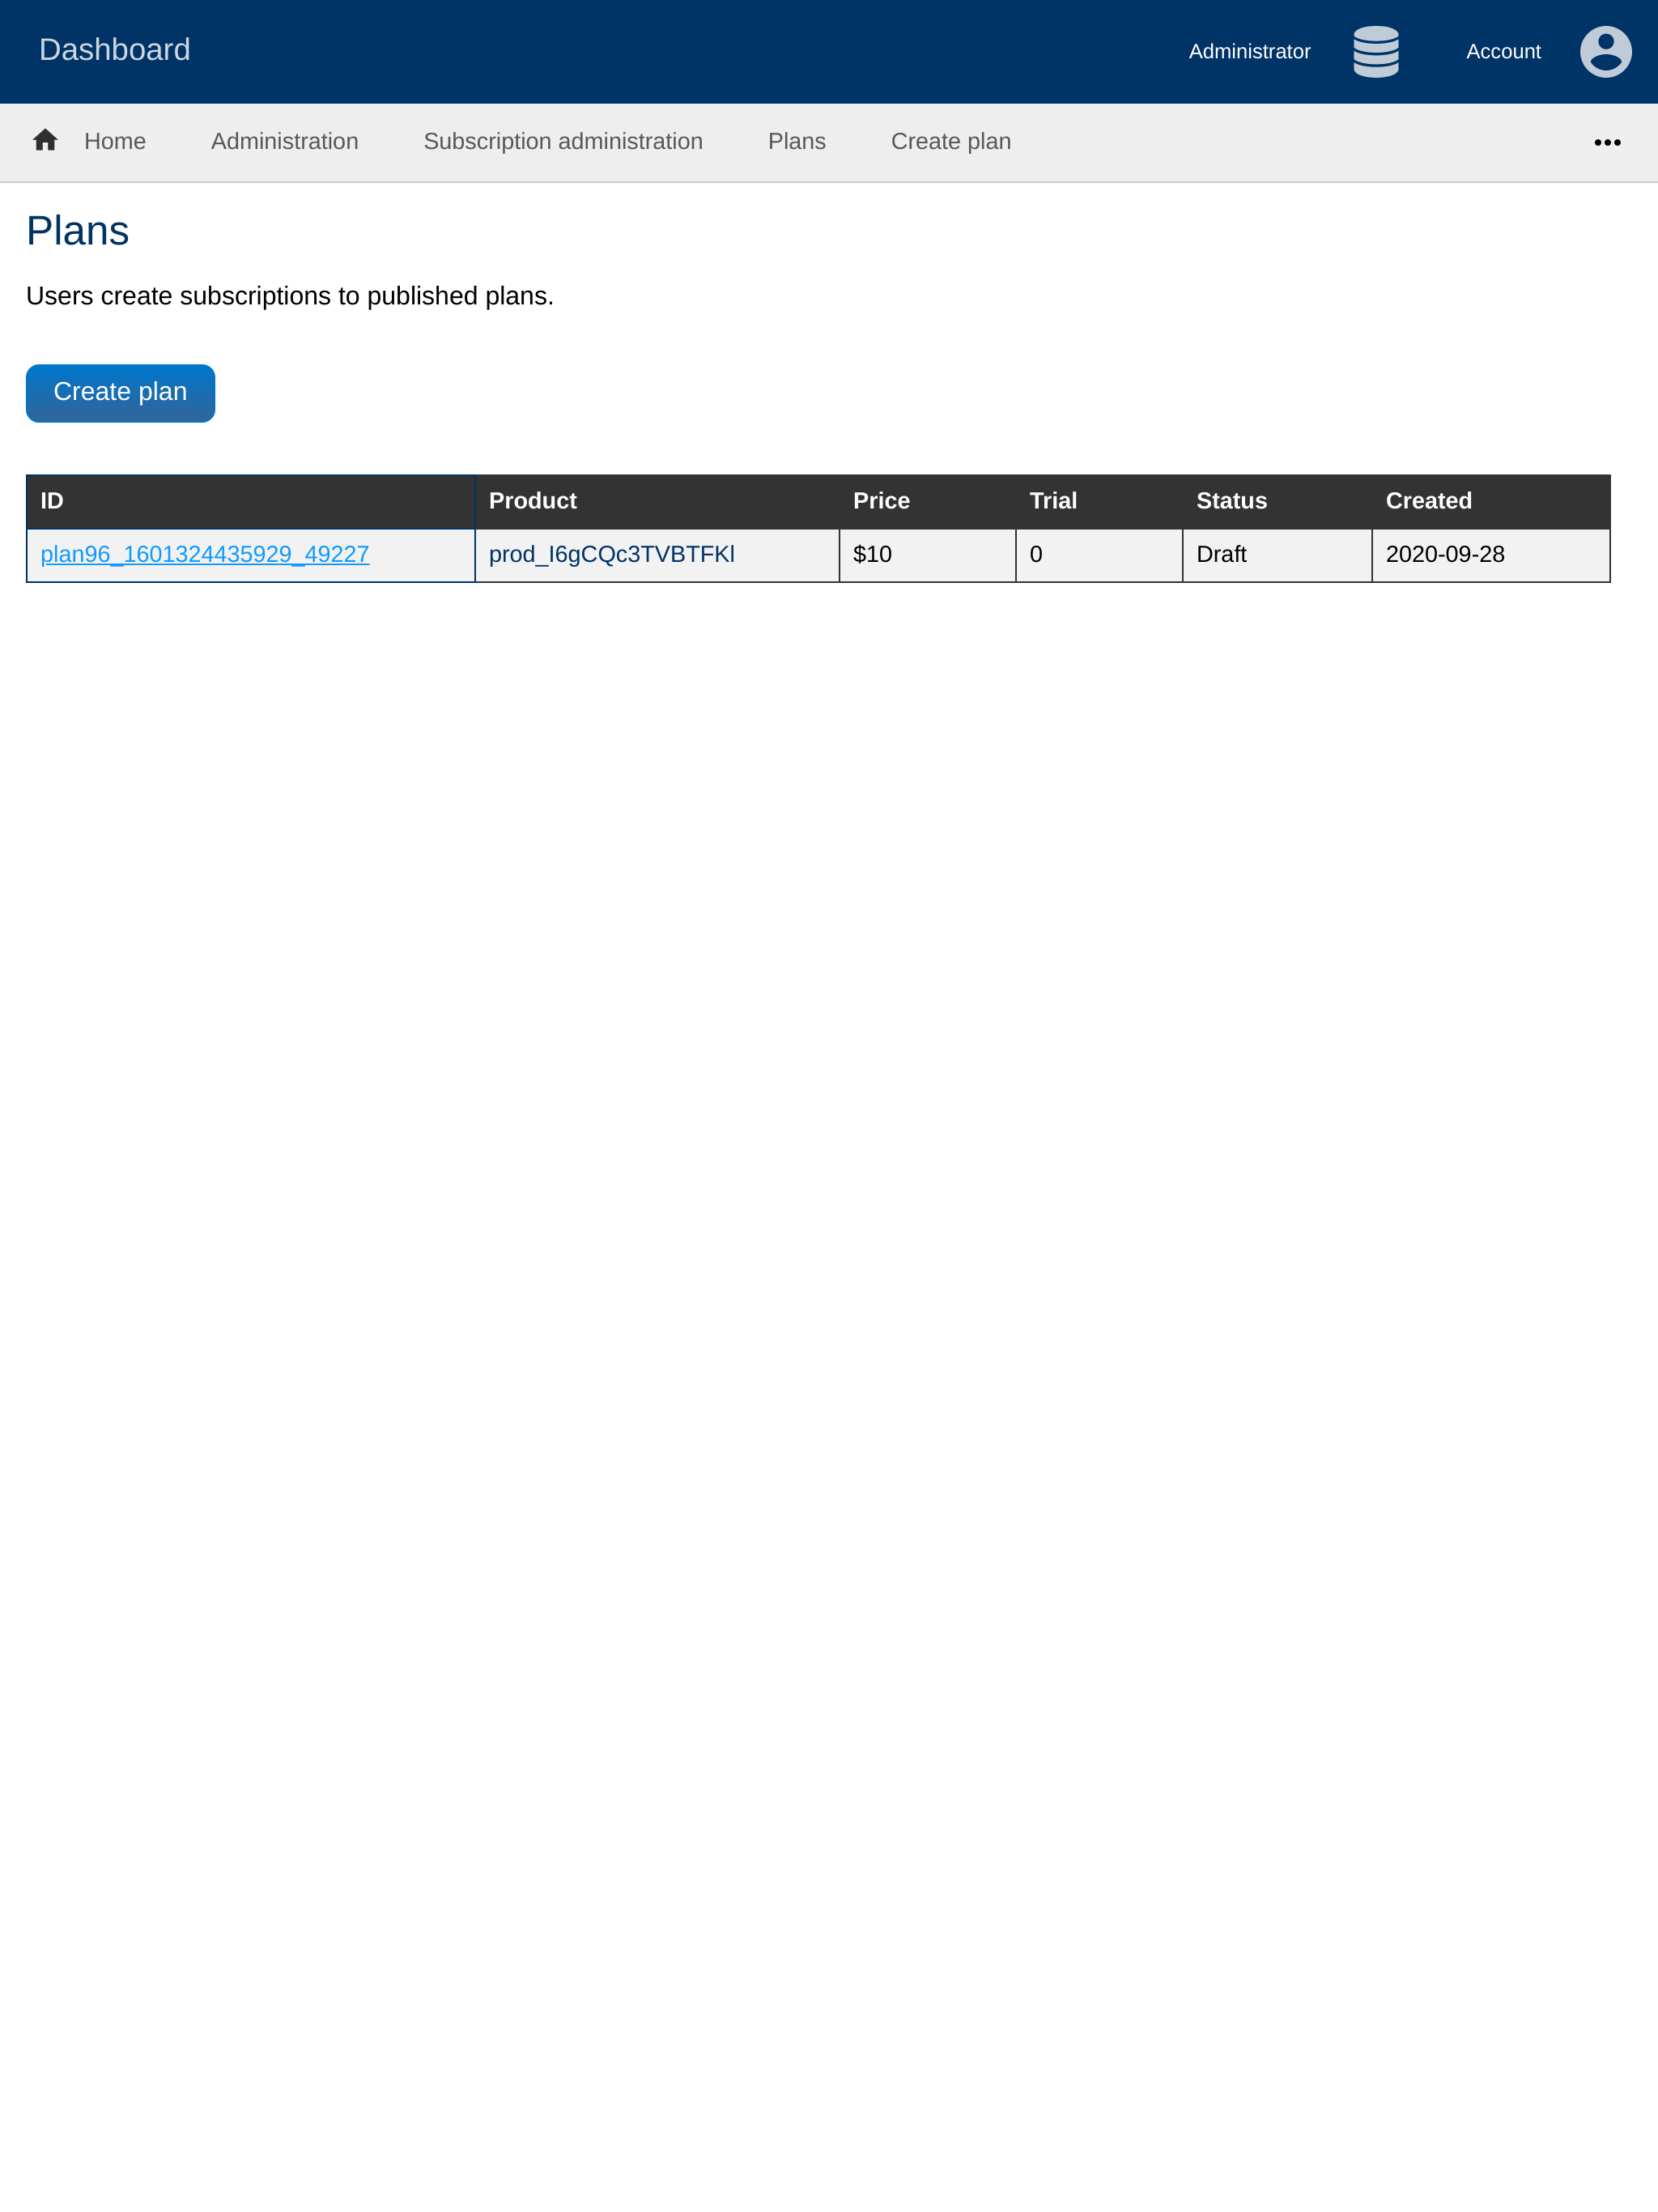 Dashboard Administrator Account
Home Administration Subscription administration Plans Create plan
Plans
Users create subscriptions to published plans.
Create plan
ID Product Price Trial Status Created
plan96_1601324435929_49227 prod_I6gCQc3TVBTFKl $10 0 Draft 2020-09-28